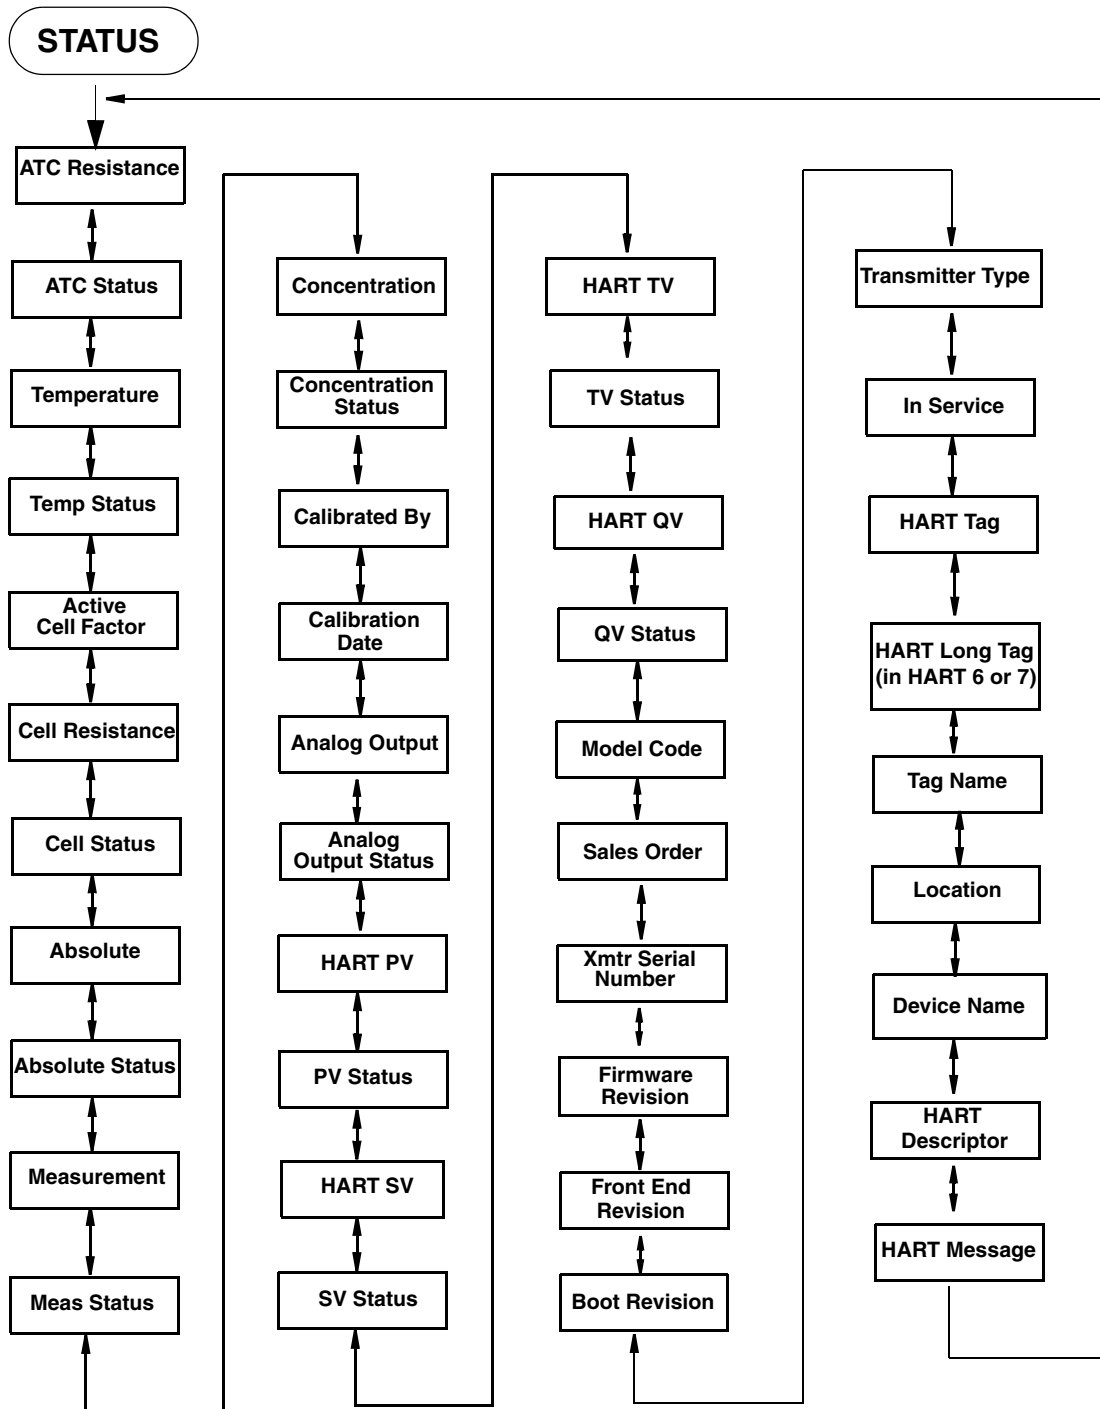 STATUS
ATC Resistance
ATC Status
Temperature
Temp Status
Active
Cell Factor
Cell Resistance
Cell Status
Absolute
Absolute Status
Measurement
Meas Status
Concentration
Concentration
Status
Calibrated By
Calibration
Date
Analog Output
Analog
Output Status
HART PV
PV Status
HART SV
SV Status
HART TV
TV Status
HART QV
QV Status
Model Code
Sales Order
Xmtr Serial
Number
Firmware
Revision
Front End
Revision
Boot Revision
Transmitter Type
In Service
HART Tag
HART Long Tag
(in HART 6 or 7)
Tag Name
Location
Device Name
HART
Descriptor
HART Message